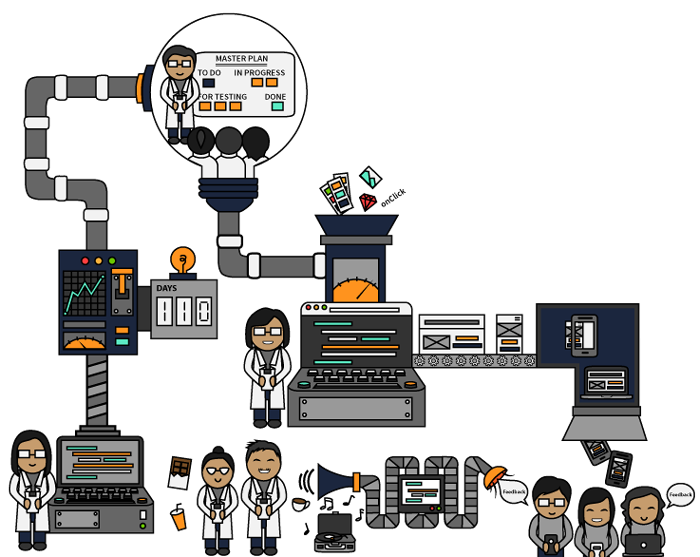 MASTER PLAN
TO DO
IN PROGRESS
FOR TESTING
DONE
onClick
DAYS
110
Feedback
Feedback